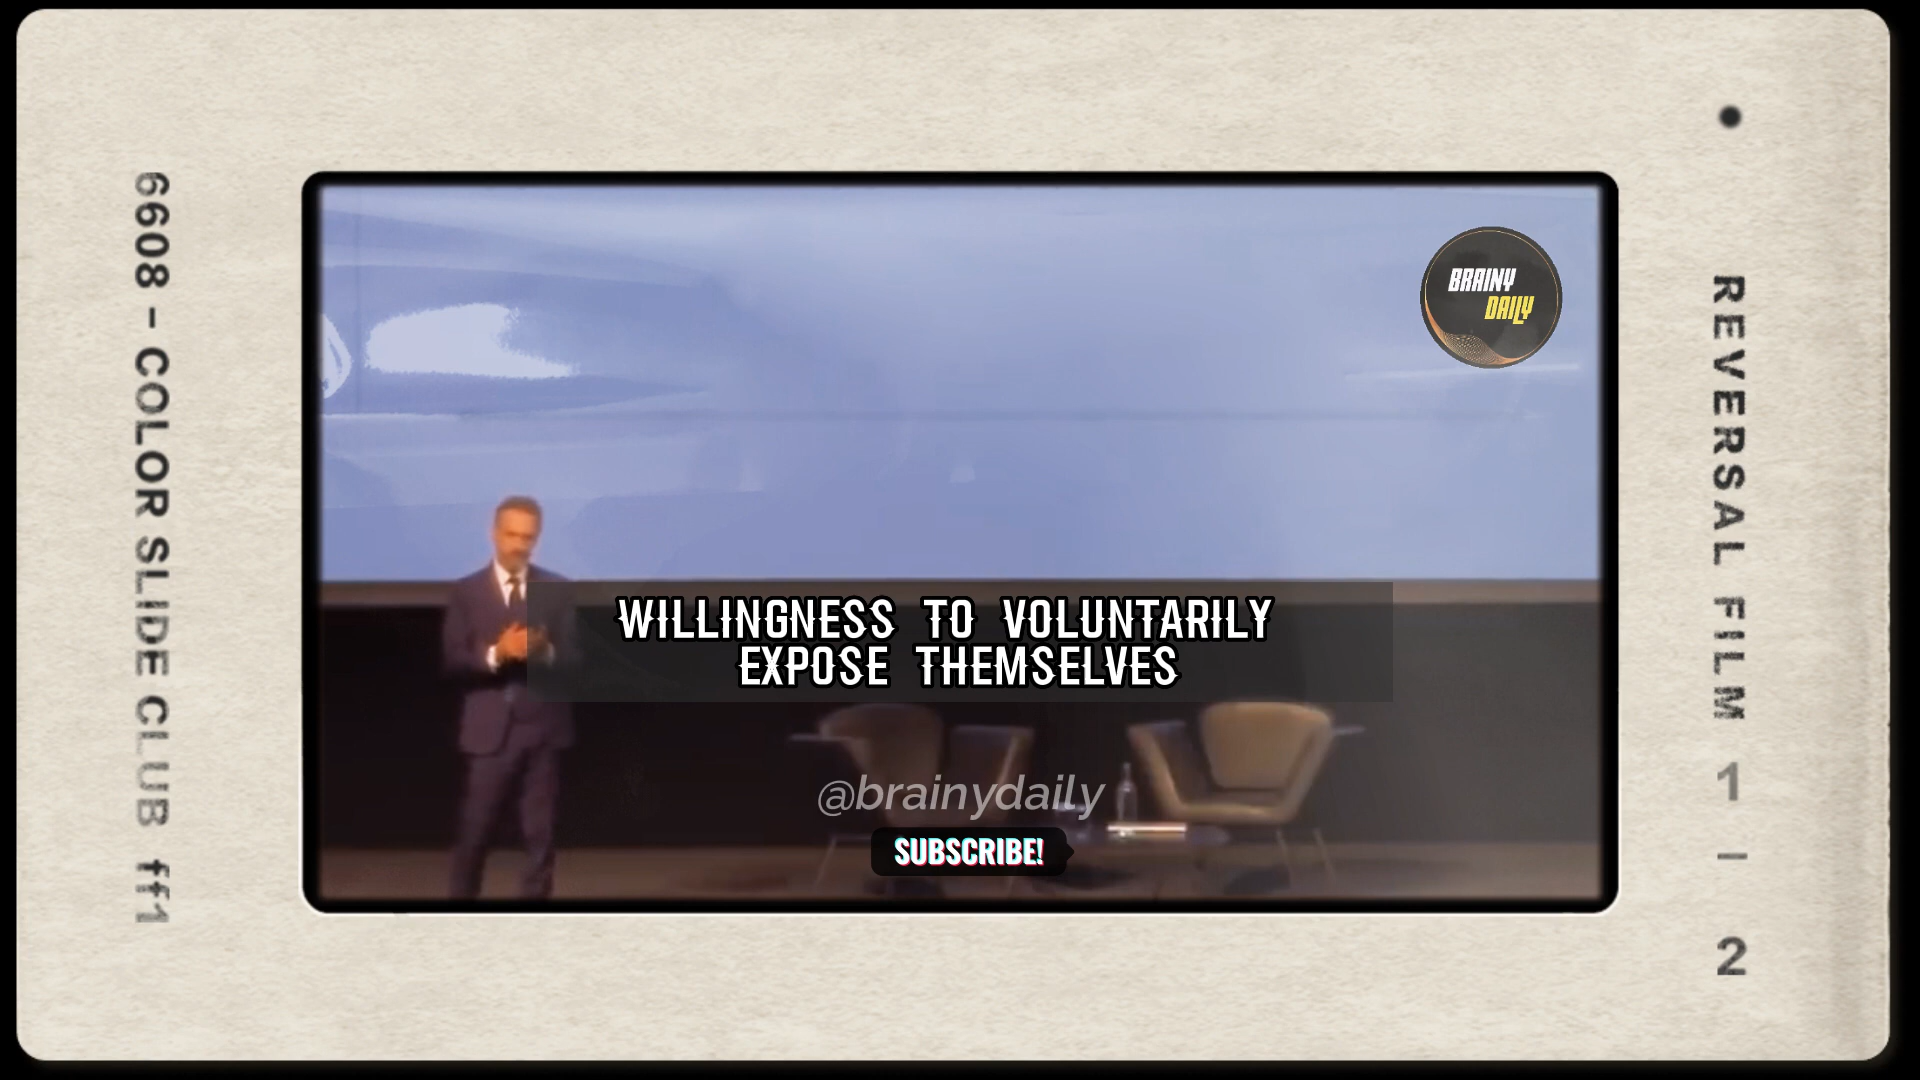 6608 - COLOR SLIDE CLUB ff1
BRAINY
DAILY
WILLINGNESS TO VOLUNTARILY
EXPOSE THEMSELVES
@brainydaily
SUBSCRIBE!
REVERSAL FILM 1 - 2